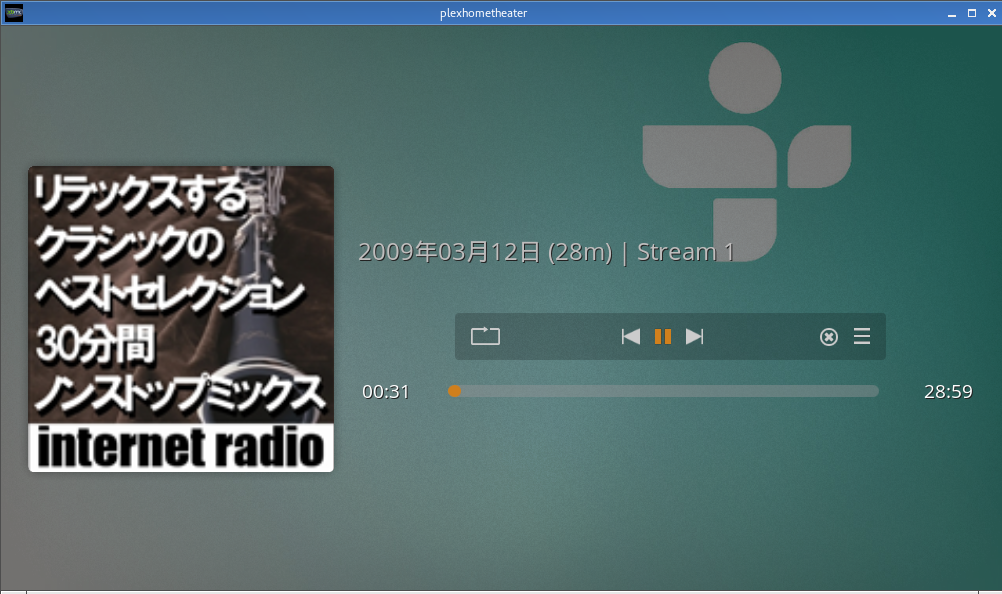 plexhometheater
リラックスする
クラシックの
ベストセレクション
30分間
ノンストップミックス
internet radio
2009年03月12日 (28m) | Stream 1
00:31
28:59